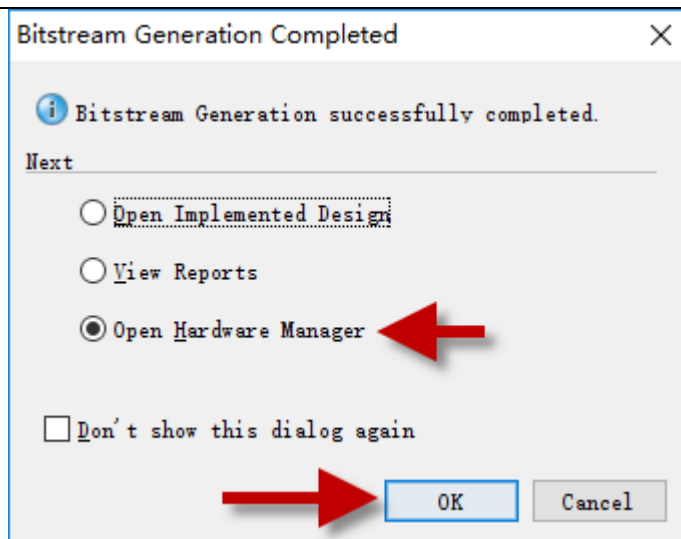 Bitstream Generation Completed
Bitstream Generation successfully completed.
Next
Open Implemented Design
View Reports
Open Hardware Manager
Don't show this dialog again
OK Cancel